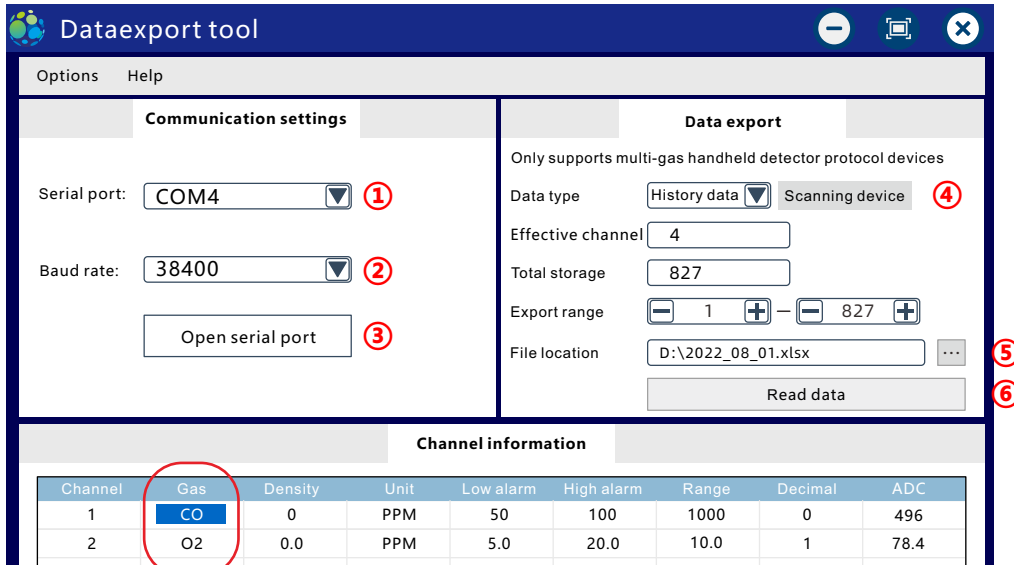 Dataexport tool
Options Help
Communication settings
Serial port: COM4 ①
Baud rate: 38400 ②
Open serial port ③
Data export
Only supports multi-gas handheld detector protocol devices
Data type History data Scanning device ④
Effective channel 4
Total storage 827
Export range 1 – 827
File location D:\2022_08_01.xlsx ... ⑤
Read data ⑥
Channel information
Channel Gas Density Unit Low alarm High alarm Range Decimal ADC
1 CO 0 PPM 50 100 1000 0 496
2 O2 0.0 PPM 5.0 20.0 10.0 1 78.4